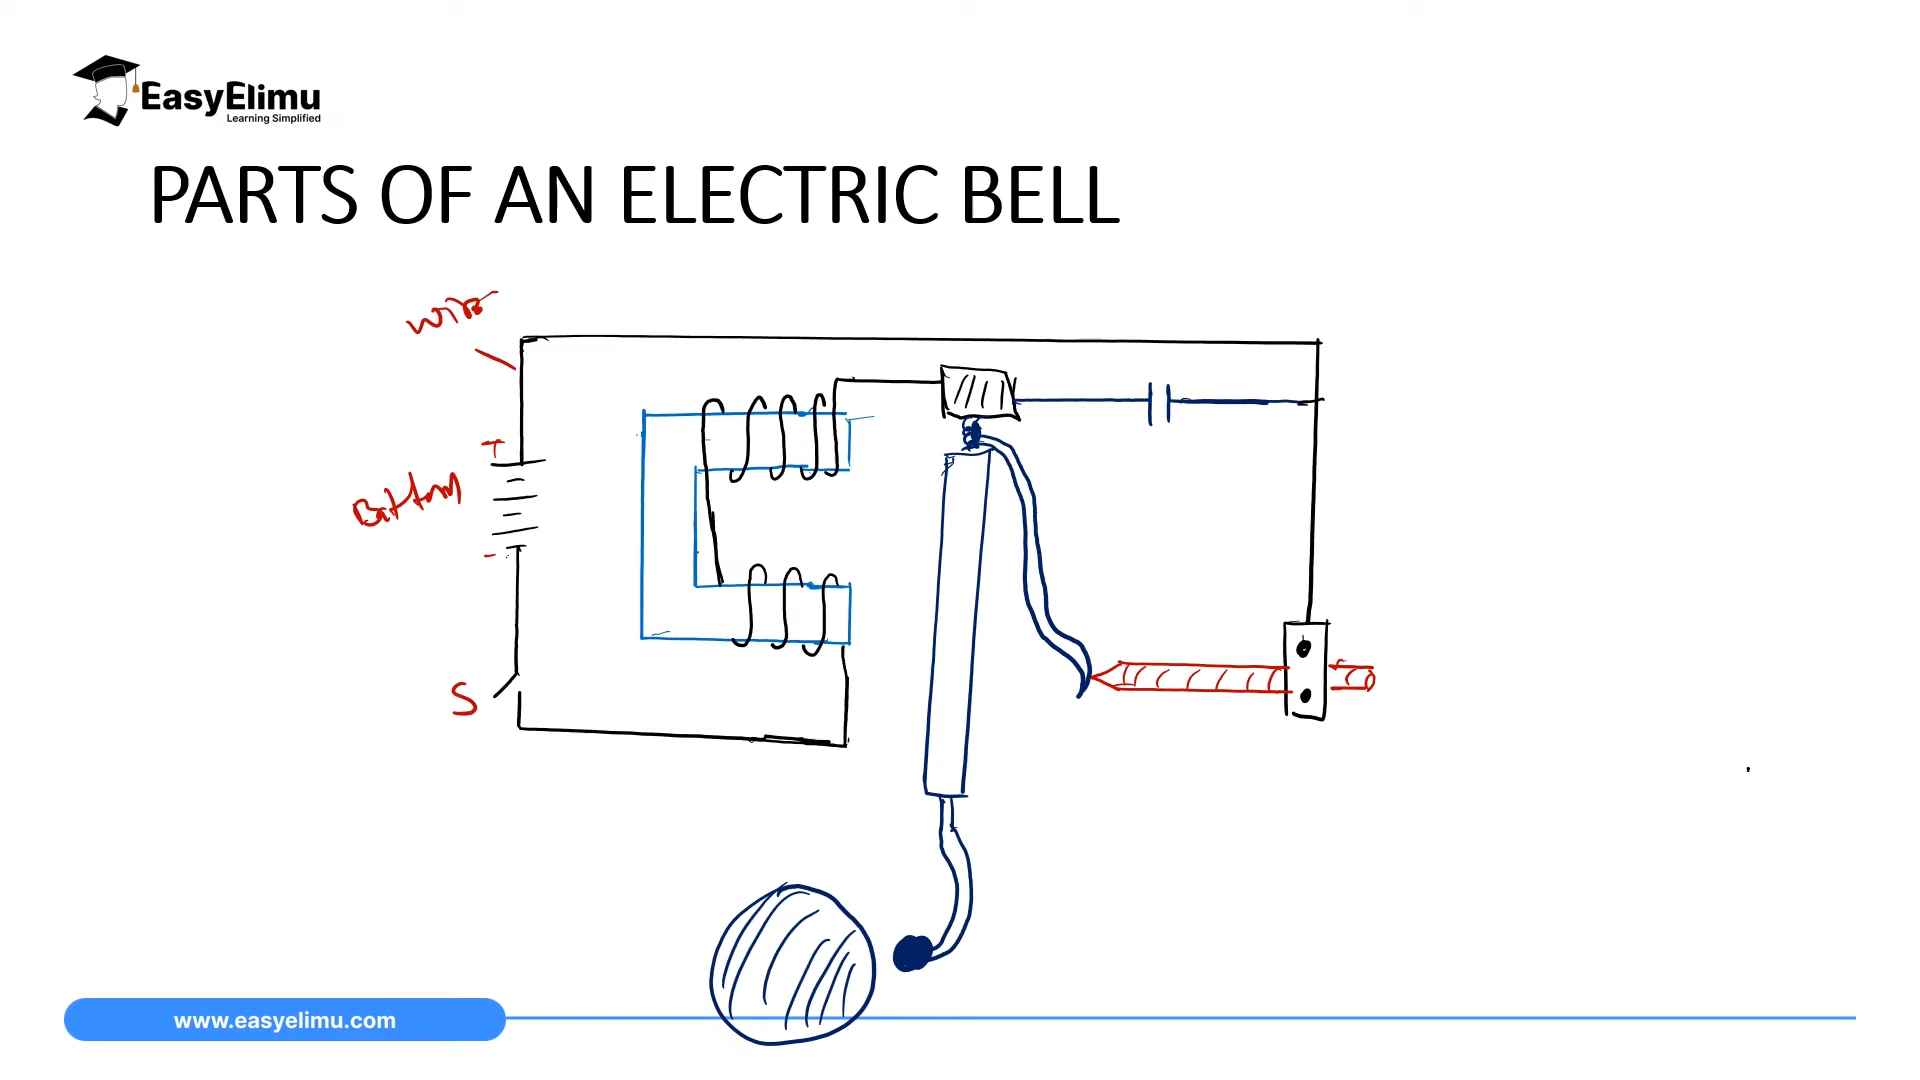 EasyElimu
Learning Simplified
PARTS OF AN ELECTRIC BELL
wire
+
Battery
-
S
www.easyelimu.com